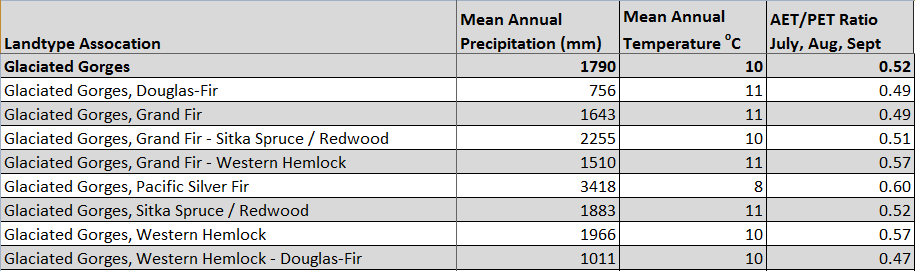 Landtype Assocation Mean Annual Precipitation (mm) Mean Annual Temperature °C AET/PET Ratio July, Aug, Sept
Glaciated Gorges 1790 10 0.52
Glaciated Gorges, Douglas-Fir 756 11 0.49
Glaciated Gorges, Grand Fir 1643 11 0.49
Glaciated Gorges, Grand Fir - Sitka Spruce / Redwood 2255 10 0.51
Glaciated Gorges, Grand Fir - Western Hemlock 1510 11 0.57
Glaciated Gorges, Pacific Silver Fir 3418 8 0.60
Glaciated Gorges, Sitka Spruce / Redwood 1883 11 0.52
Glaciated Gorges, Western Hemlock 1966 10 0.57
Glaciated Gorges, Western Hemlock - Douglas-Fir 1011 10 0.47